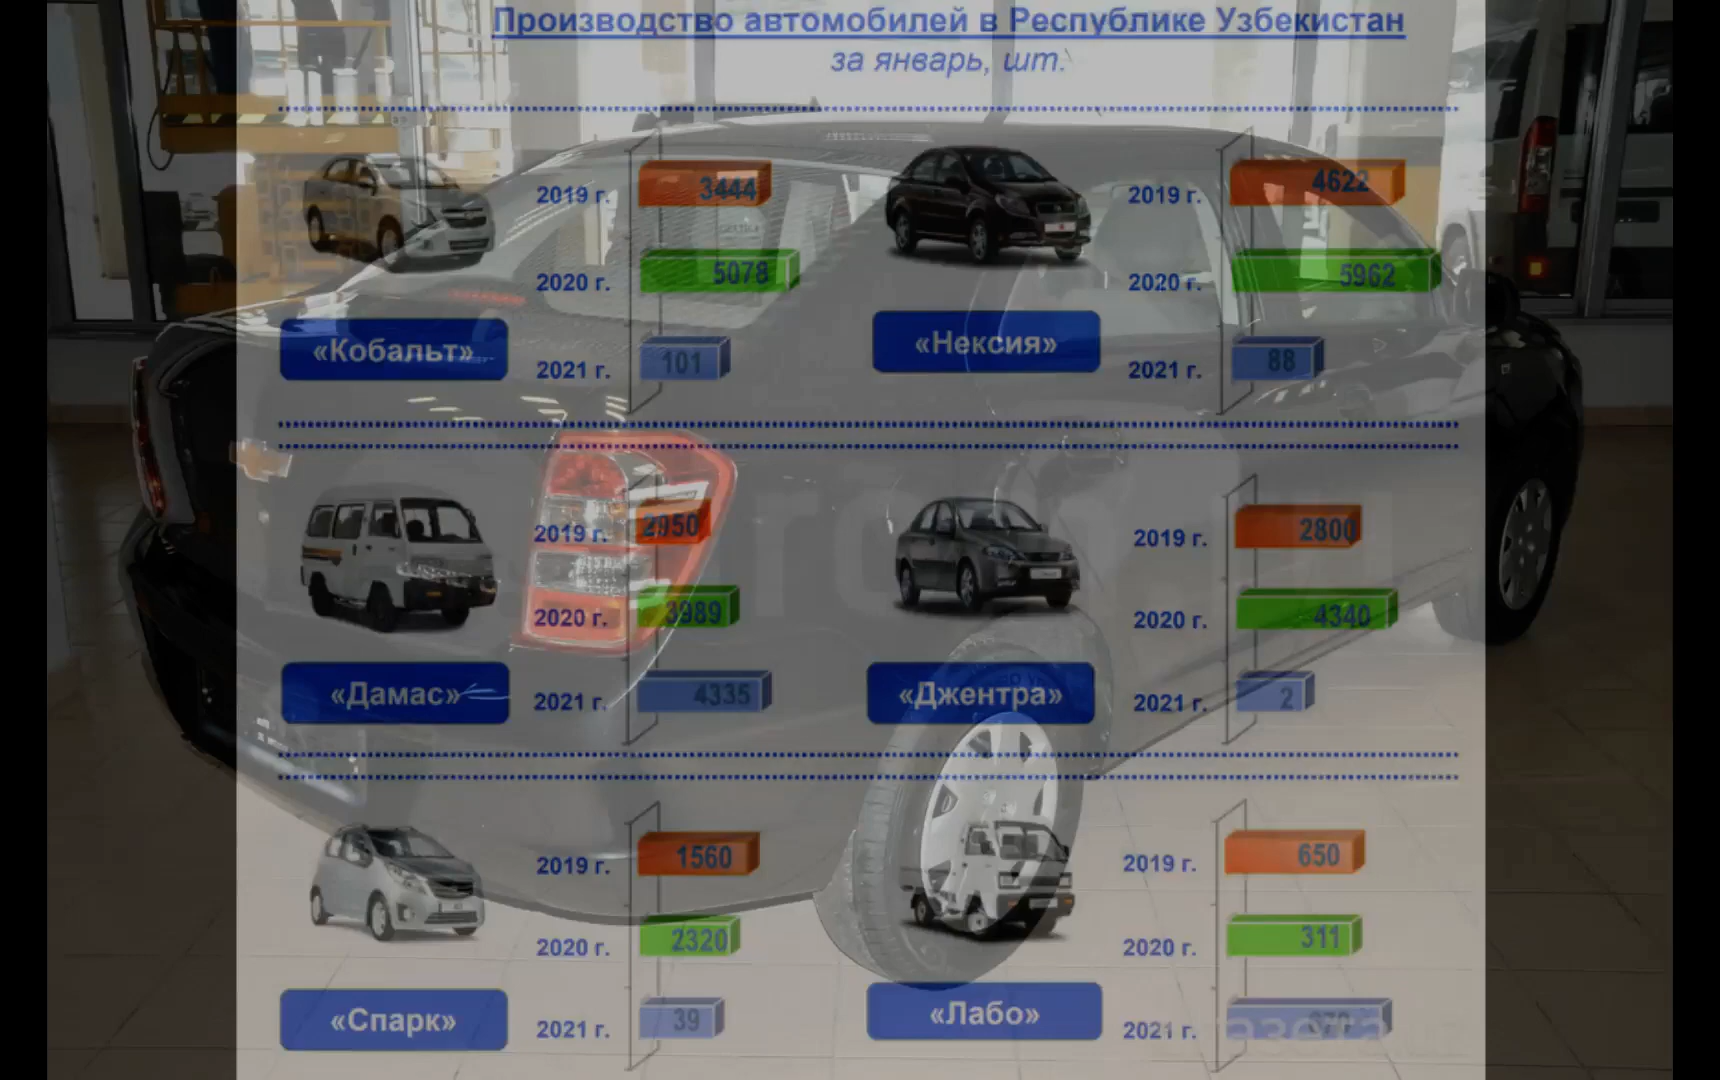 Производство автомобилей в Республике Узбекистан
за январь, шт.
2019 г. 3444
2020 г. 5078
2021 г. 101
«Кобальт»
2019 г. 4622
2020 г. 5962
2021 г. 88
«Нексия»
2019 г. 2950
2020 г. 3989
2021 г. 4335
«Дамас»
2019 г. 2800
2020 г. 4340
2021 г. 2
«Джентра»
2019 г. 1560
2020 г. 2320
2021 г. 39
«Спарк»
2019 г. 650
2020 г. 311
2021 г.
«Лабо»